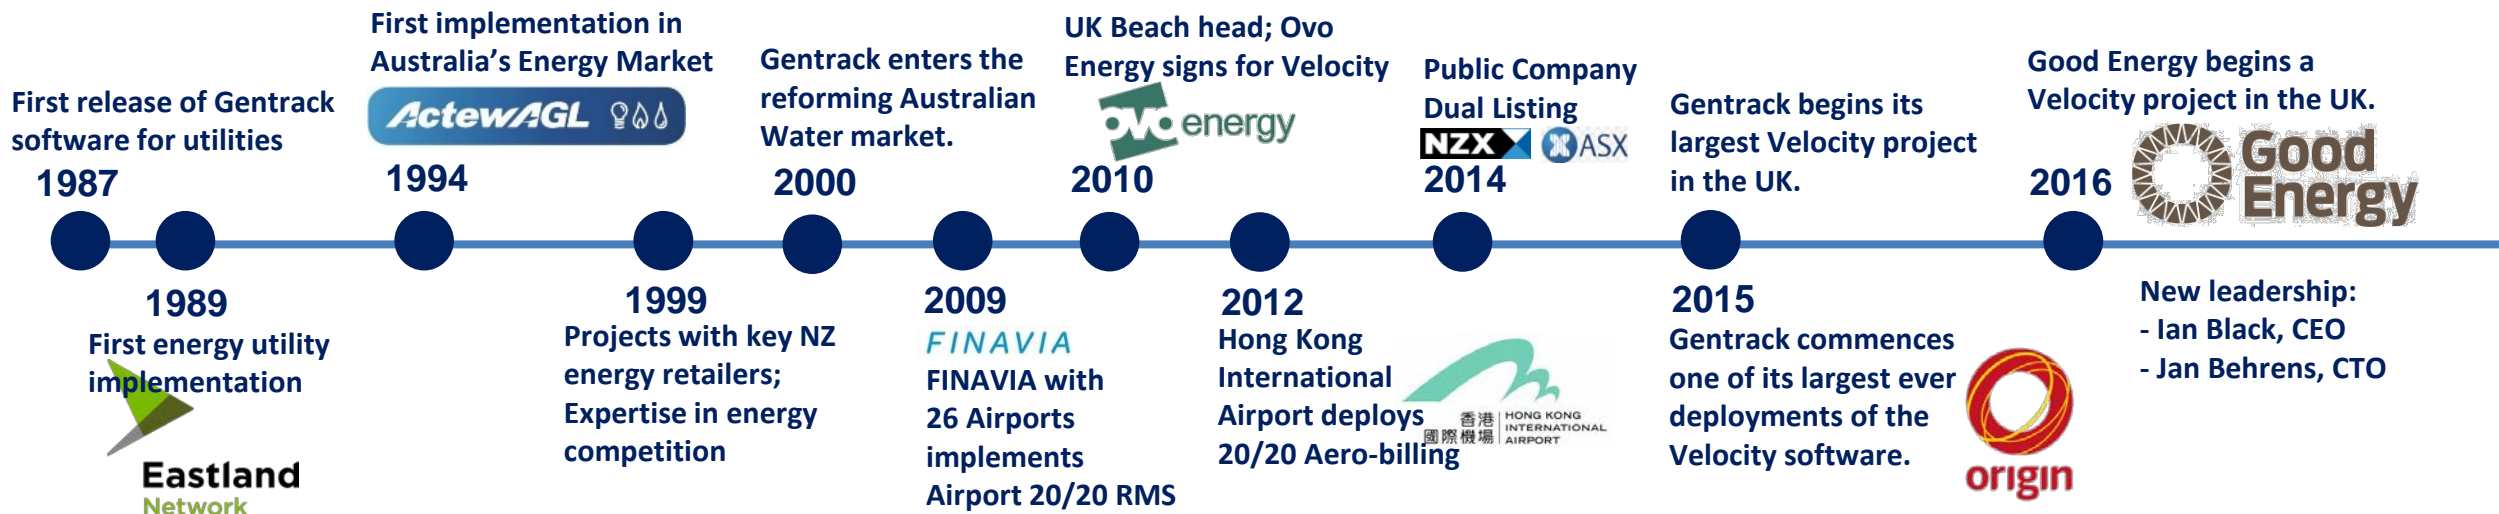 First release of Gentrack
software for utilities
1987
1989
First energy utility
implementation
Eastland
Network
First implementation in
Australia's Energy Market
ActewAGL
1994
1999
Projects with key NZ
energy retailers;
Expertise in energy
competition
Gentrack enters the
reforming Australian
Water market.
2000
2009
FINAVIA
FINAVIA with
26 Airports
implements
Airport 20/20 RMS
UK Beach head; Ovo
Energy signs for Velocity
ovo energy
2010
2012
Hong Kong
International
Airport deploys
20/20 Aero-billing
香港
國際機場
HONG KONG
INTERNATIONAL
AIRPORT
Public Company
Dual Listing
NZX ASX
2014
Gentrack begins its
largest Velocity project
in the UK.
2015
Gentrack commences
one of its largest ever
deployments of the
Velocity software.
origin
Good Energy begins a
Velocity project in the UK.
2016
Good
Energy
New leadership:
- Ian Black, CEO
- Jan Behrens, CTO